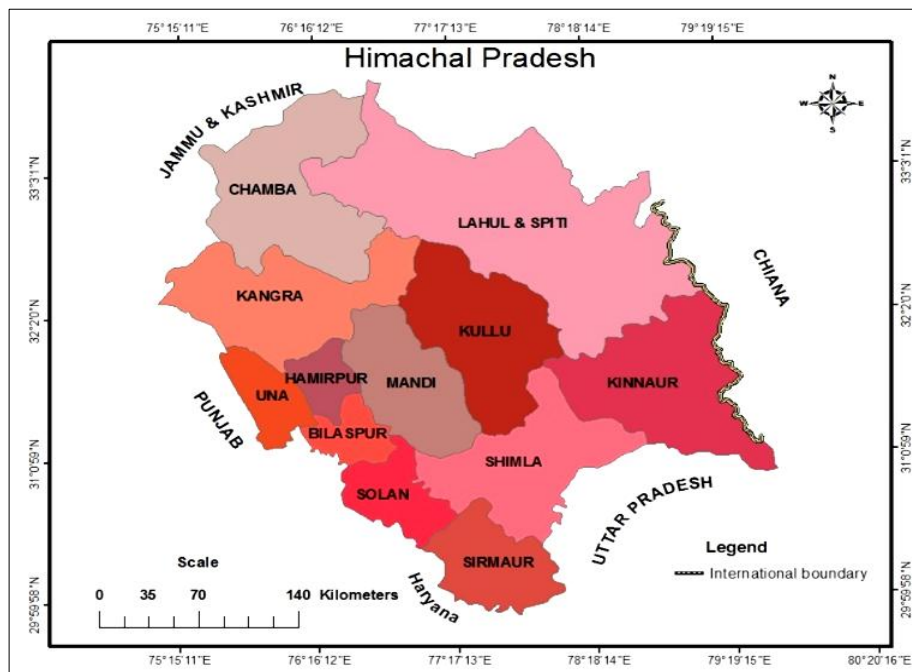 75°15'11"E 76°16'12"E 77°17'13"E 78°18'14"E 79°19'15"E
Himachal Pradesh
N
W E
S
JAMMU & KASHMIR
33°3'1"N
33°3'1"N
CHAMBA
LAHUL & SPITI
CHIANA
KANGRA
32°2'0"N
32°2'0"N
KULLU
HAMIRPUR
MANDI
KINNAUR
UNA
PUNJAB
BILASPUR
31°0'59"N
31°0'59"N
SHIMLA
SOLAN
UTTAR PRADESH
Legend
International boundary
SIRMAUR
Haryana
Scale
0 35 70 140 Kilometers
29°59'58"N
29°59'58"N
75°15'11"E 76°16'12"E 77°17'13"E 78°18'14"E 79°19'15"E 80°20'16"E